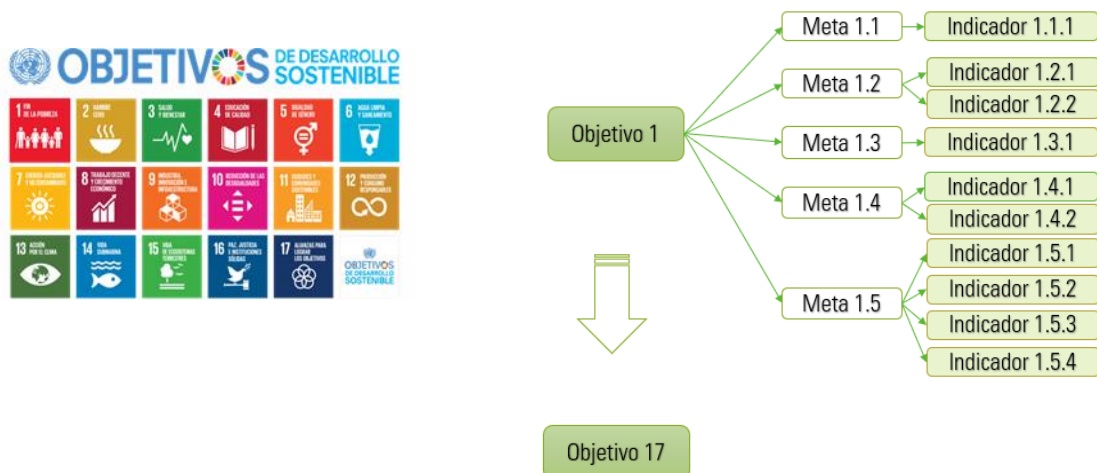 OBJETIVOS
DE DESARROLLO
SOSTENIBLE
1 FIN
DE LA POBREZA
2 HAMBRE
CERO
3 SALUD
Y BIENESTAR
4 EDUCACIÓN
DE CALIDAD
5 IGUALDAD
DE GÉNERO
6 AGUA LIMPIA
Y SANEAMIENTO
7 ENERGÍA ASEQUIBLE
Y NO CONTAMINANTE
8 TRABAJO DECENTE
Y CRECIMIENTO
ECONÓMICO
9 INDUSTRIA,
INNOVACIÓN E
INFRAESTRUCTURA
10 REDUCCIÓN DE LAS
DESIGUALDADES
11 CIUDADES Y
COMUNIDADES
SOSTENIBLES
12 PRODUCCIÓN
Y CONSUMO
RESPONSABLES
13 ACCIÓN
POR EL CLIMA
14 VIDA
SUBMARINA
15 VIDA
DE ECOSISTEMAS
TERRESTRES
16 PAZ, JUSTICIA
E INSTITUCIONES
SÓLIDAS
17 ALIANZAS PARA
LOGRAR
LOS OBJETIVOS
OBJETIVOS
DE DESARROLLO
SOSTENIBLE
Objetivo 1
Meta 1.1
Indicador 1.1.1
Meta 1.2
Indicador 1.2.1
Indicador 1.2.2
Meta 1.3
Indicador 1.3.1
Meta 1.4
Indicador 1.4.1
Indicador 1.4.2
Meta 1.5
Indicador 1.5.1
Indicador 1.5.2
Indicador 1.5.3
Indicador 1.5.4
Objetivo 17